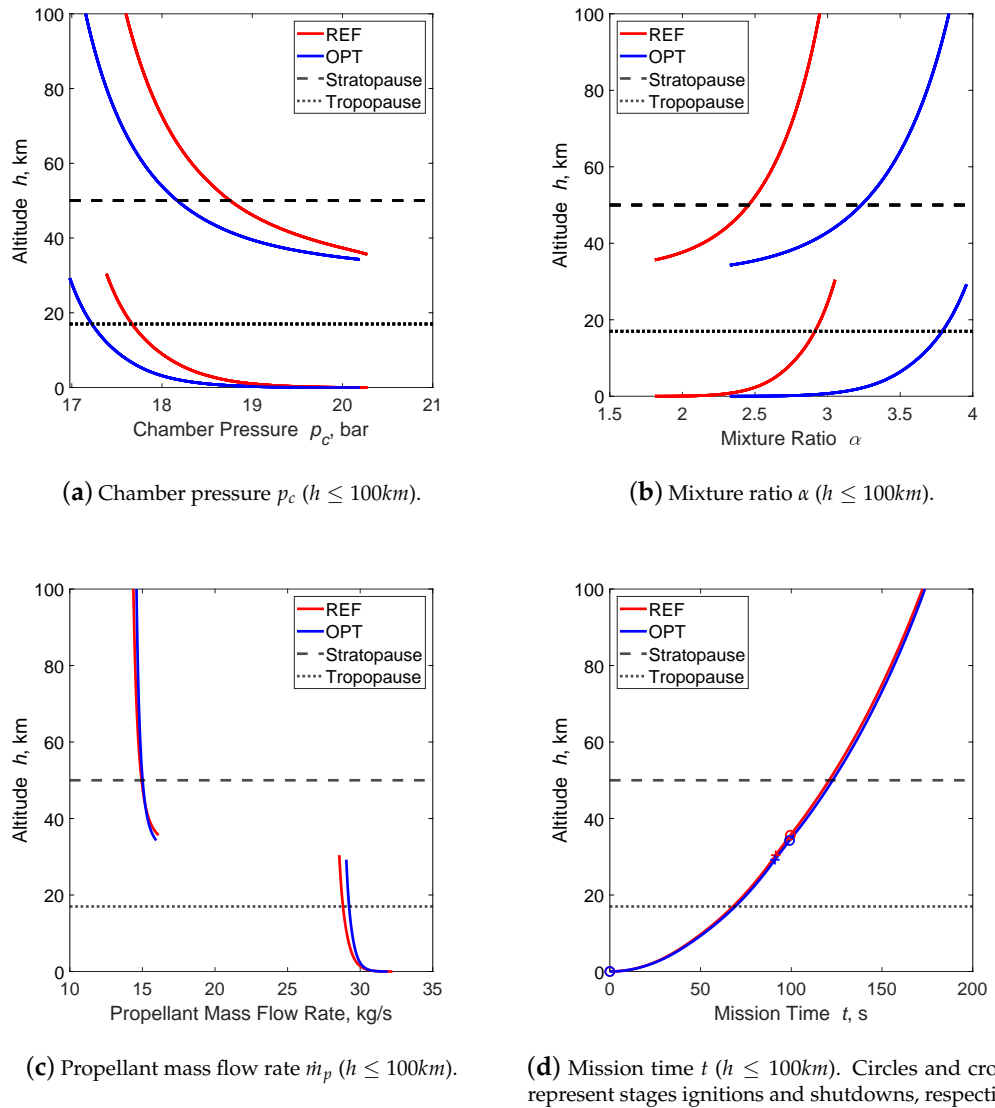 100
80
60
40
20
0
Altitude h, km
REF
OPT
Stratopause
Tropopause
17 18 19 20 21
Chamber Pressure p_c, bar
(a) Chamber pressure p_c (h ≤ 100km).
100
80
60
40
20
0
Altitude h, km
REF
OPT
Stratopause
Tropopause
1.5 2 2.5 3 3.5 4
Mixture Ratio α
(b) Mixture ratio α (h ≤ 100km).
100
80
60
40
20
0
Altitude h, km
REF
OPT
Stratopause
Tropopause
10 15 20 25 30 35
Propellant Mass Flow Rate, kg/s
(c) Propellant mass flow rate ṁ_p (h ≤ 100km).
100
80
60
40
20
0
Altitude h, km
REF
OPT
Stratopause
Tropopause
0 50 100 150 200
Mission Time t, s
(d) Mission time t (h ≤ 100km). Circles and cro
represent stages ignitions and shutdowns, respecti